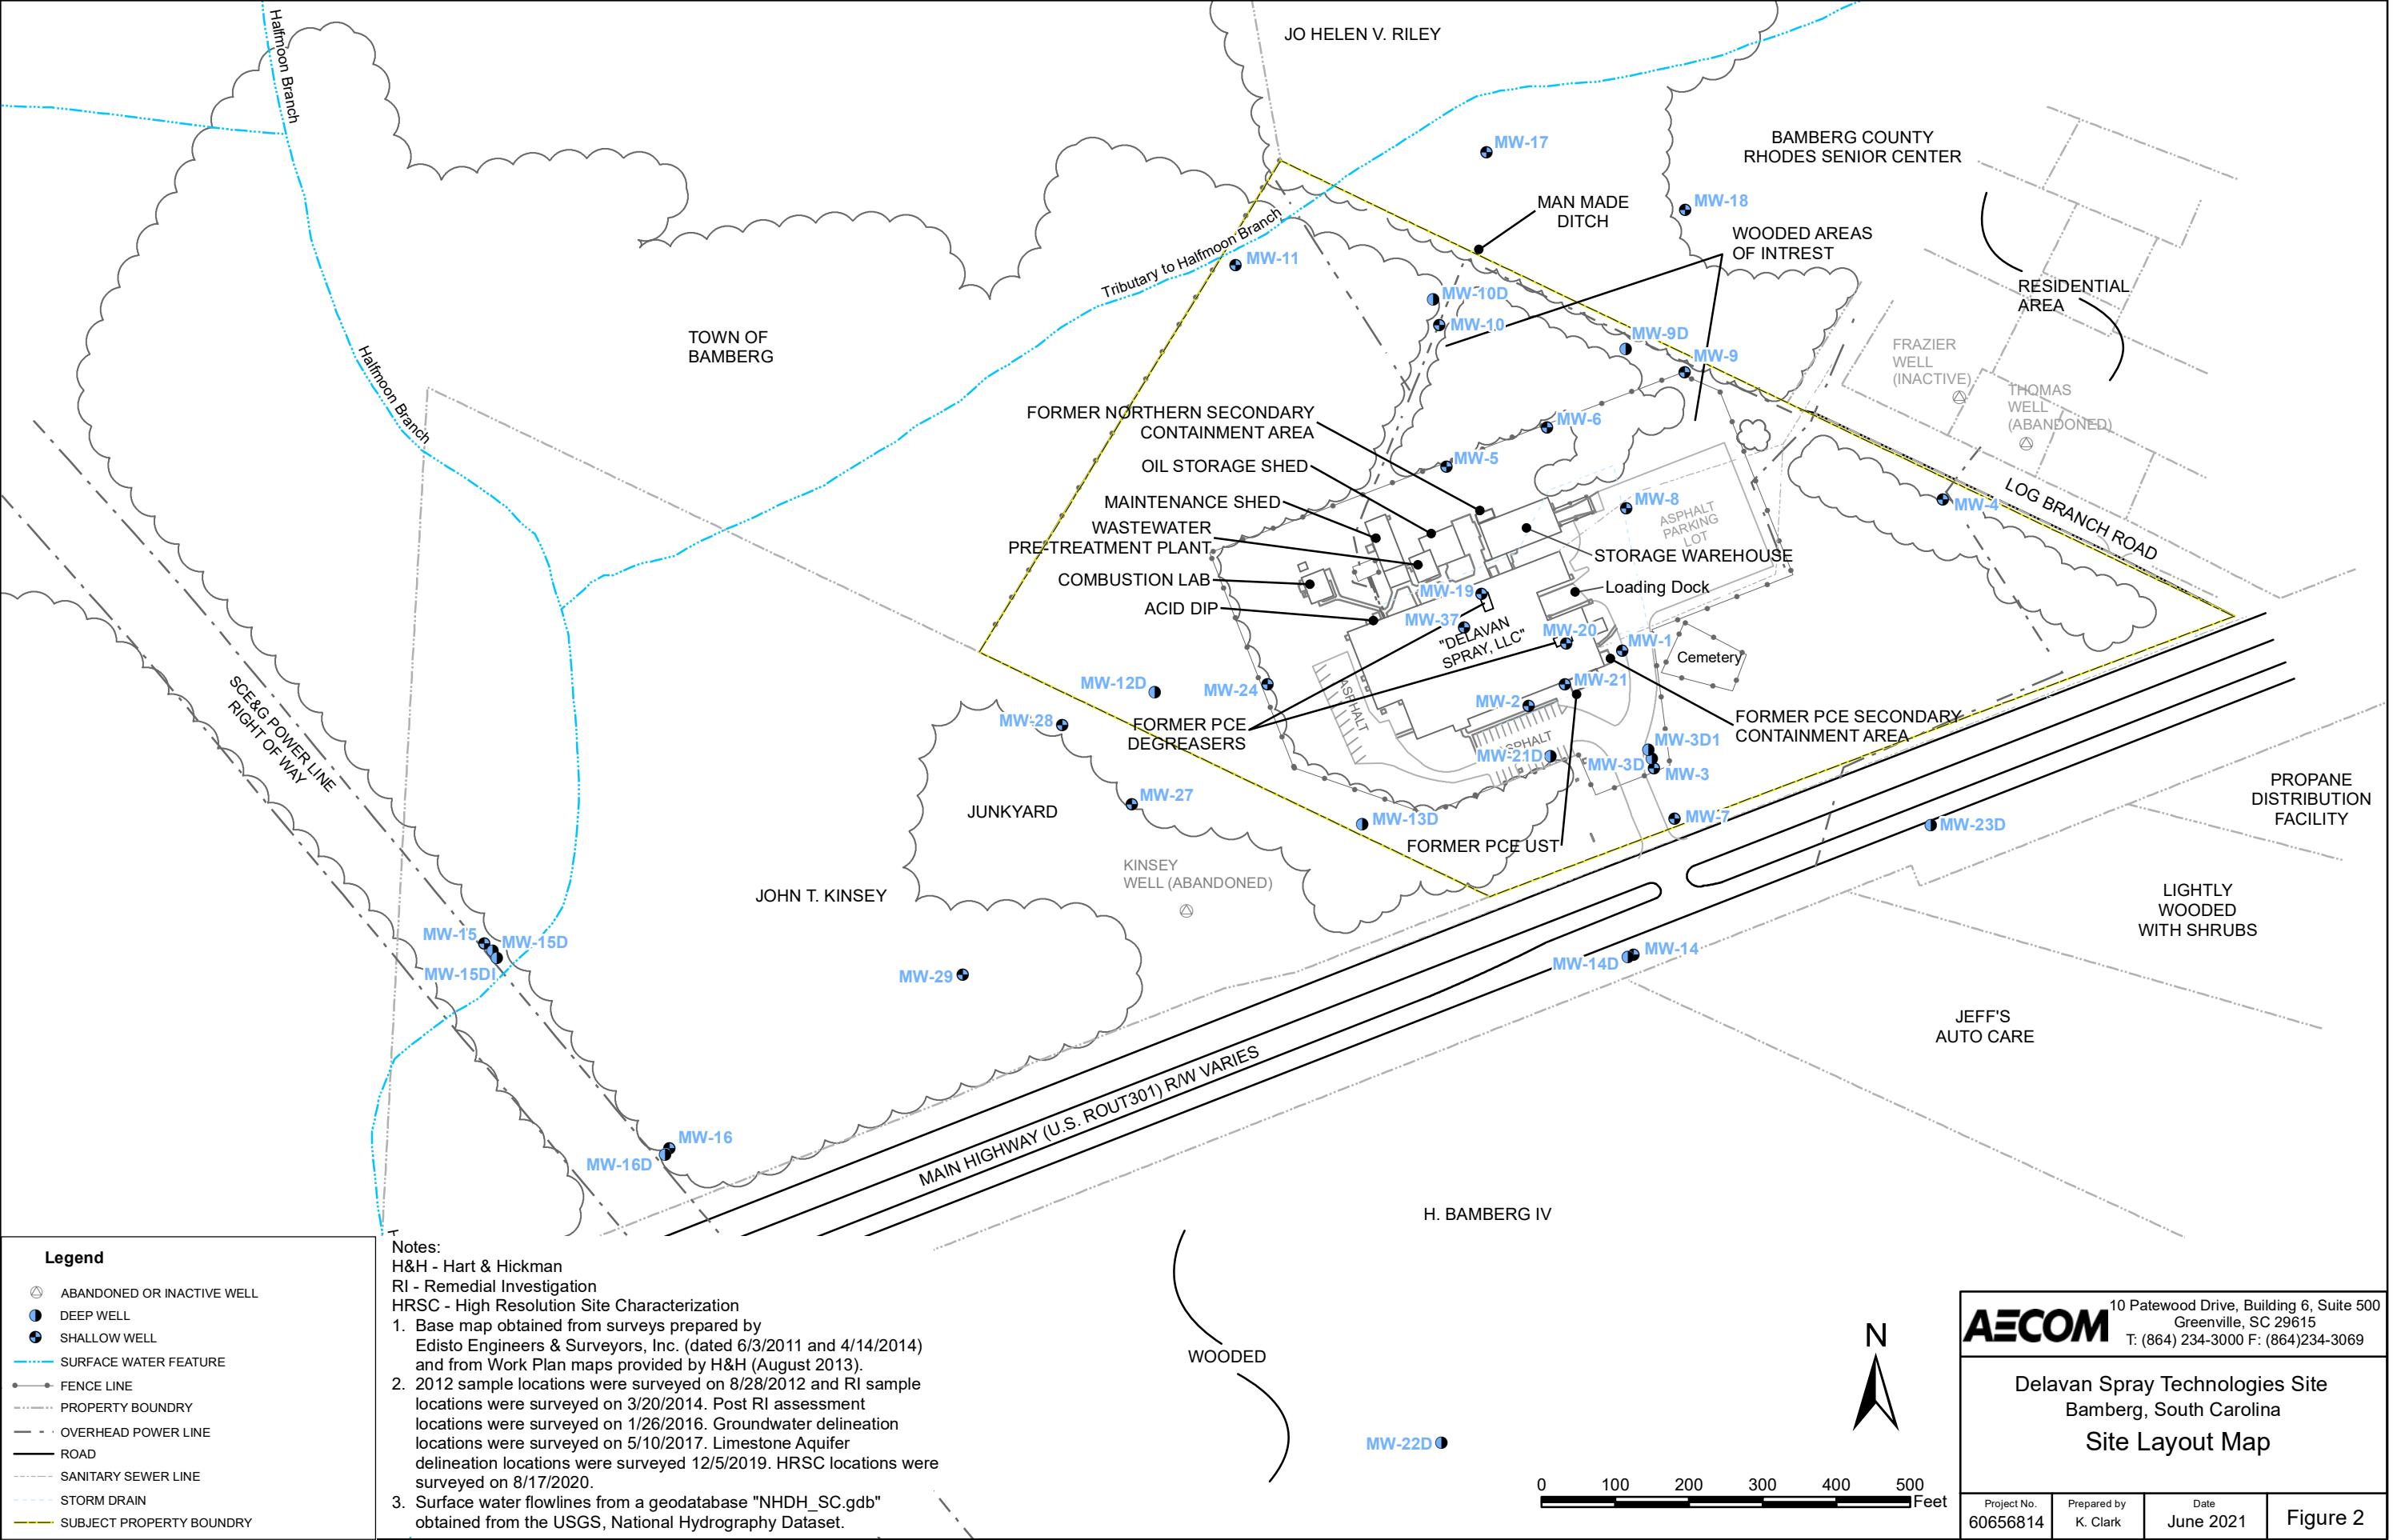 JO HELEN V. RILEY
Halfmoon Branch
BAMBERG COUNTY
RHODES SENIOR CENTER
MW-17
MAN MADE
DITCH
MW-18
WOODED AREAS
OF INTREST
Tributary to Halfmoon Branch
MW-11
RESIDENTIAL
AREA
MW-10D
MW-10
MW-9D
MW-9
TOWN OF
BAMBERG
Halfmoon Branch
FRAZIER
WELL
(INACTIVE)
THOMAS
WELL
(ABANDONED)
FORMER NORTHERN SECONDARY
CONTAINMENT AREA
MW-6
MW-5
OIL STORAGE SHED
MAINTENANCE SHED
WASTEWATER
PRE-TREATMENT PLANT
COMBUSTION LAB
ACID DIP
MW-8
ASPHALT
PARKING
LOT
MW-4
LOG BRANCH ROAD
STORAGE WAREHOUSE
Loading Dock
MW-19
MW-37
"DELAVAN
SPRAY, LLC"
MW-20
MW-1
Cemetery
MW-12D
MW-24
MW-21
MW-2
ASPHALT
MW-28
FORMER PCE
DEGREASERS
FORMER PCE SECONDARY
CONTAINMENT AREA
ASPHALT
MW-21D
MW-3D1
MW-3D
MW-3
SCE&G POWER LINE
RIGHT OF WAY
JUNKYARD
MW-27
MW-13D
MW-7
FORMER PCE UST
MW-23D
PROPANE
DISTRIBUTION
FACILITY
KINSEY
WELL (ABANDONED)
JOHN T. KINSEY
LIGHTLY
WOODED
WITH SHRUBS
MW-15
MW-15D
MW-15DI
MW-29
MW-14
MW-14D
JEFF'S
AUTO CARE
MAIN HIGHWAY (U.S. ROUT301) R/W VARIES
MW-16
MW-16D
H. BAMBERG IV
WOODED
MW-22D
Legend
ABANDONED OR INACTIVE WELL
DEEP WELL
SHALLOW WELL
SURFACE WATER FEATURE
FENCE LINE
PROPERTY BOUNDRY
OVERHEAD POWER LINE
ROAD
SANITARY SEWER LINE
STORM DRAIN
SUBJECT PROPERTY BOUNDRY
Notes:
H&H - Hart & Hickman
RI - Remedial Investigation
HRSC - High Resolution Site Characterization
1. Base map obtained from surveys prepared by
Edisto Engineers & Surveyors, Inc. (dated 6/3/2011 and 4/14/2014)
and from Work Plan maps provided by H&H (August 2013).
2. 2012 sample locations were surveyed on 8/28/2012 and RI sample
locations were surveyed on 3/20/2014. Post RI assessment
locations were surveyed on 1/26/2016. Groundwater delineation
locations were surveyed on 5/10/2017. Limestone Aquifer
delineation locations were surveyed 12/5/2019. HRSC locations were
surveyed on 8/17/2020.
3. Surface water flowlines from a geodatabase "NHDH_SC.gdb"
obtained from the USGS, National Hydrography Dataset.
N
0 100 200 300 400 500
Feet
AECOM
10 Patewood Drive, Building 6, Suite 500
Greenville, SC 29615
T: (864) 234-3000 F: (864)234-3069
Delavan Spray Technologies Site
Bamberg, South Carolina
Site Layout Map
Project No.
60656814
Prepared by
K. Clark
Date
June 2021
Figure 2